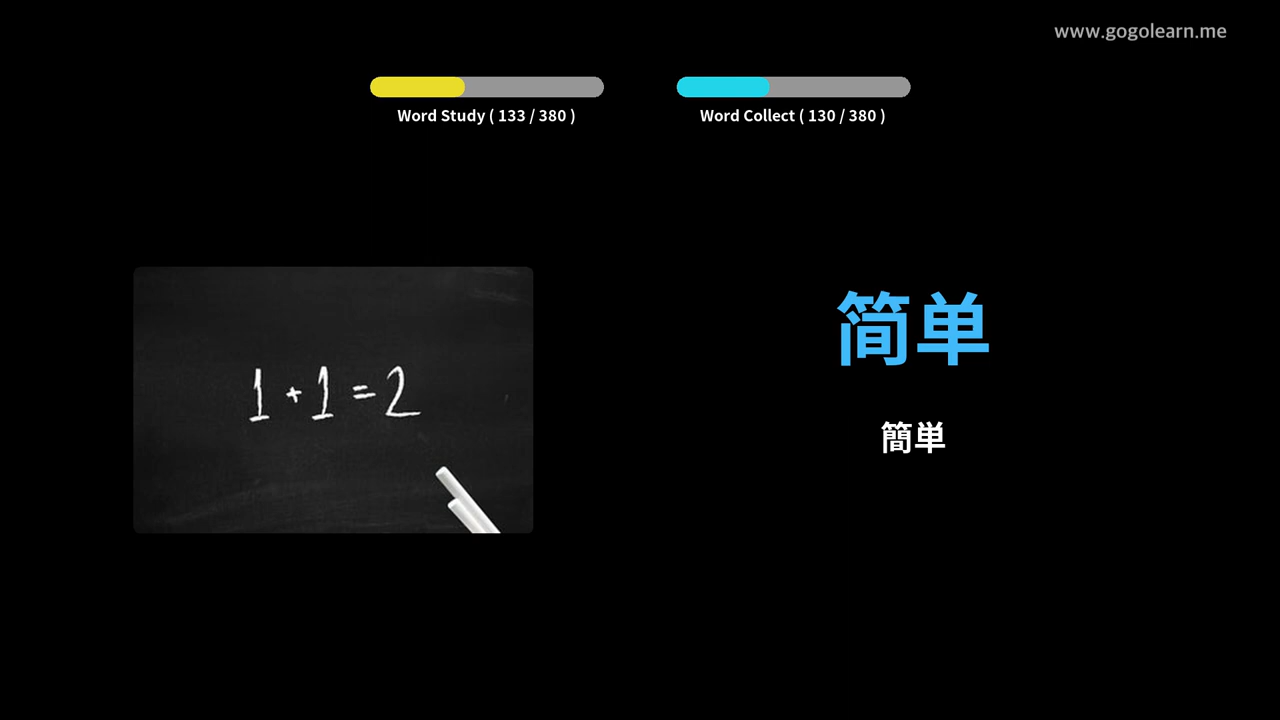 www.gogolearn.me
Word Study ( 133 / 380 )
Word Collect ( 130 / 380 )
1 + 1 = 2
简单
簡単